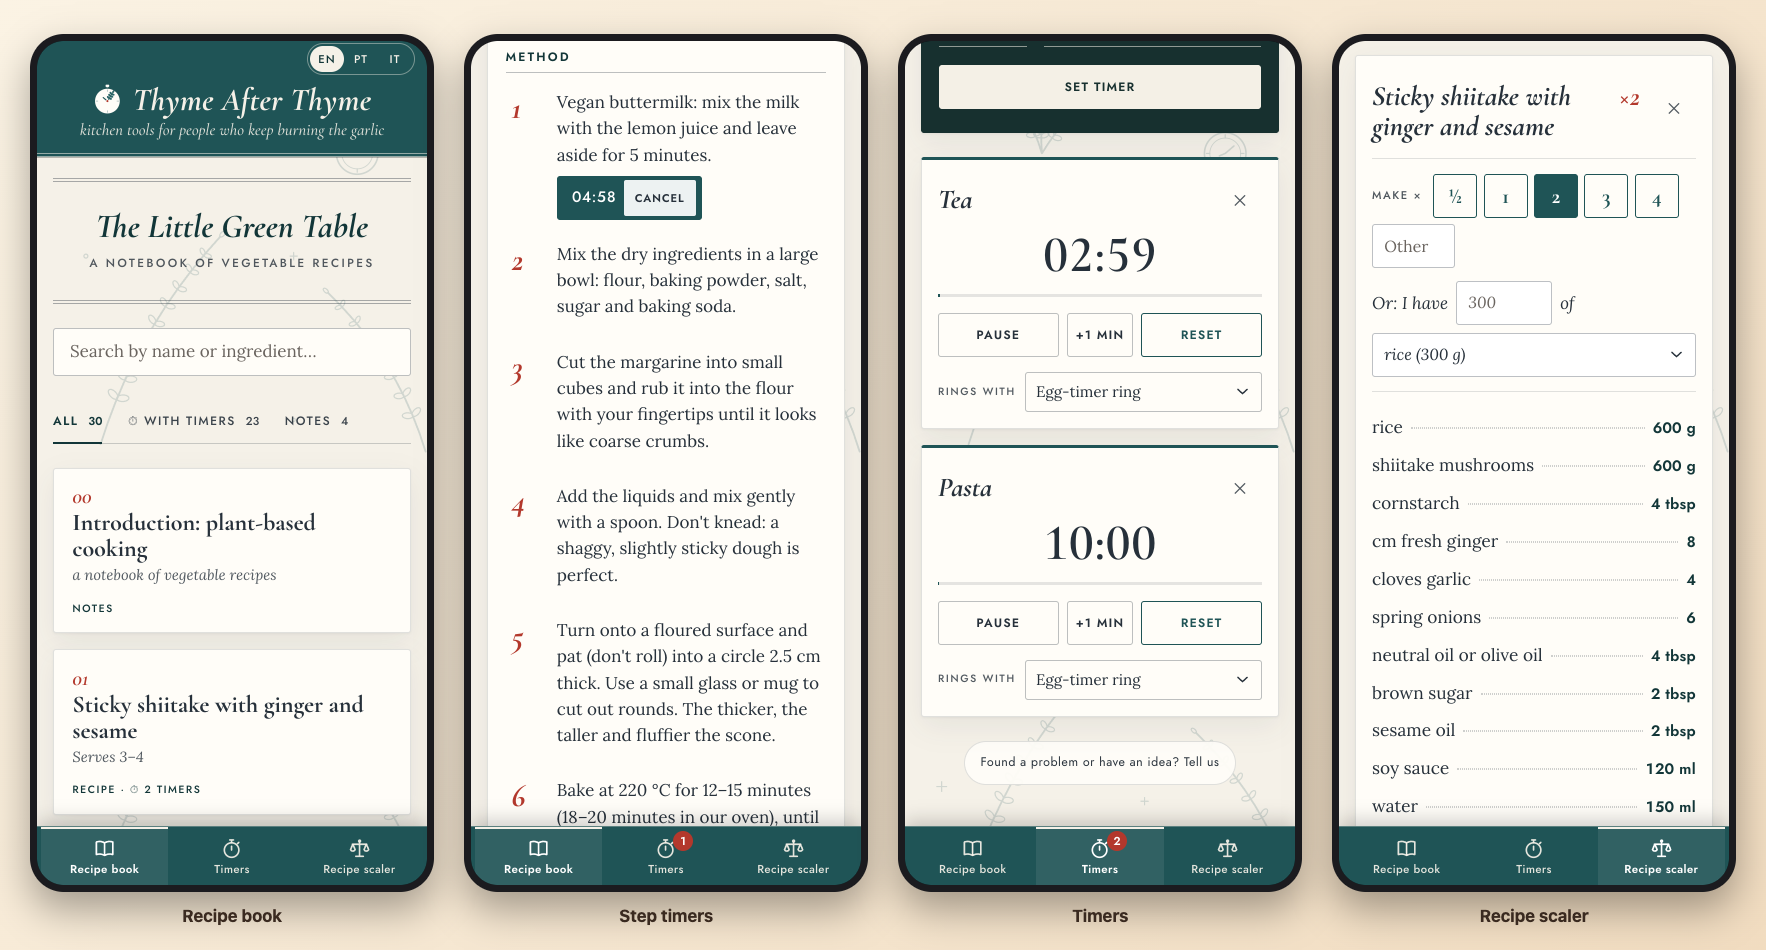 EN PT IT
Thyme After Thyme
kitchen tools for people who keep burning the garlic
The Little Green Table
A NOTEBOOK OF VEGETABLE RECIPES
Search by name or ingredient...
ALL 30 WITH TIMERS 23 NOTES 4
00
Introduction: plant-based
cooking
a notebook of vegetable recipes
NOTES
01
Sticky shiitake with ginger and
sesame
Serves 3–4
RECIPE · 2 TIMERS
Recipe book Timers Recipe scaler
Recipe book
METHOD
1
Vegan buttermilk: mix the milk
with the lemon juice and leave
aside for 5 minutes.
04:58 CANCEL
2
Mix the dry ingredients in a large
bowl: flour, baking powder, salt,
sugar and baking soda.
3
Cut the margarine into small
cubes and rub it into the flour
with your fingertips until it looks
like coarse crumbs.
4
Add the liquids and mix gently
with a spoon. Don't knead: a
shaggy, slightly sticky dough is
perfect.
5
Turn onto a floured surface and
pat (don't roll) into a circle 2.5 cm
thick. Use a small glass or mug to
cut out rounds. The thicker, the
taller and fluffier the scone.
6
Bake at 220 °C for 12–15 minutes
(18–20 minutes in our oven), until
1
Recipe book Timers Recipe scaler
Step timers
SET TIMER
Tea
02:59
PAUSE +1 MIN RESET
RINGS WITH Egg-timer ring
Pasta
10:00
PAUSE +1 MIN RESET
RINGS WITH Egg-timer ring
Found a problem or have an idea? Tell us
2
Recipe book Timers Recipe scaler
Timers
Sticky shiitake with
ginger and sesame
×2
MAKE × ½ 1 2 3 4
Other
Or: I have 300 of
rice (300 g)
rice 600 g
shiitake mushrooms 600 g
cornstarch 4 tbsp
cm fresh ginger 8
cloves garlic 4
spring onions 6
neutral oil or olive oil 4 tbsp
brown sugar 2 tbsp
sesame oil 2 tbsp
soy sauce 120 ml
water 150 ml
Recipe book Timers Recipe scaler
Recipe scaler